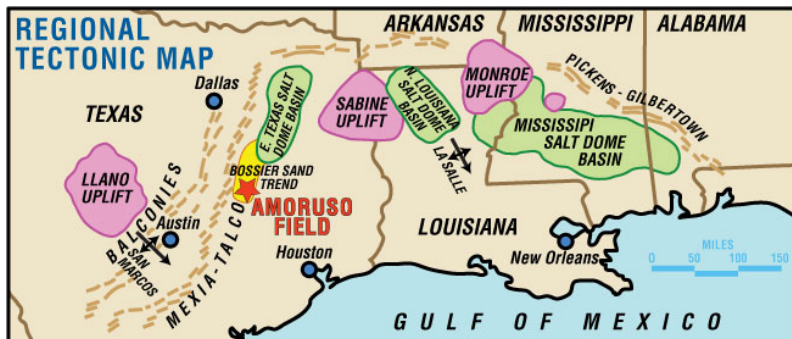 REGIONAL
TECTONIC MAP
ARKANSAS
MISSISSIPPI
ALABAMA
Dallas
TEXAS
E. TEXAS SALT
DOME BASIN
SABINE
UPLIFT
N. LOUISIANA
SALT DOME
BASIN
MONROE
UPLIFT
PICKENS - GILBERTOWN
MISSISSIPI
SALT DOME
BASIN
LA SALLE
LLANO
UPLIFT
BOSSIER SAND
TREND
AMORUSO
FIELD
BALCONIES
Austin
SAN
MARCOS
MEXIA-TALCO
Houston
LOUISIANA
New Orleans
MILES
0 50 100 150
GULF OF MEXICO